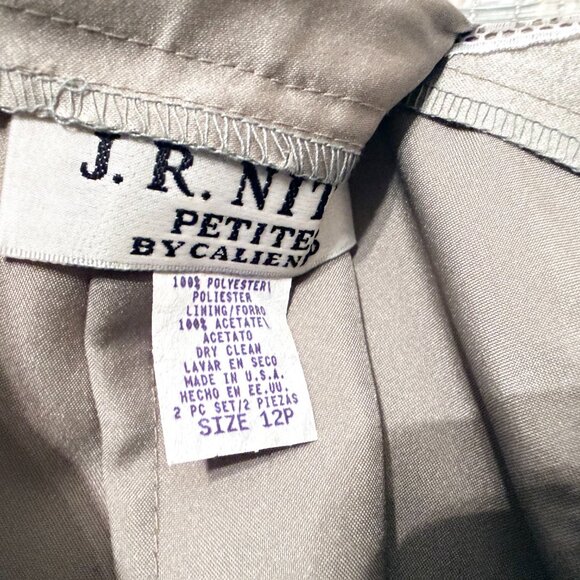 J. R. NIT
PETITE
BY CALIEN
100% POLYESTER\
POLIESTER
LINING/FORRO
100% ACETATE\
ACETATO
DRY CLEAN
LAVAR EN SECO
MADE IN U.S.A.
HECHO EN EE.UU.
2 PC SET/2 PIEZAS
SIZE 12P